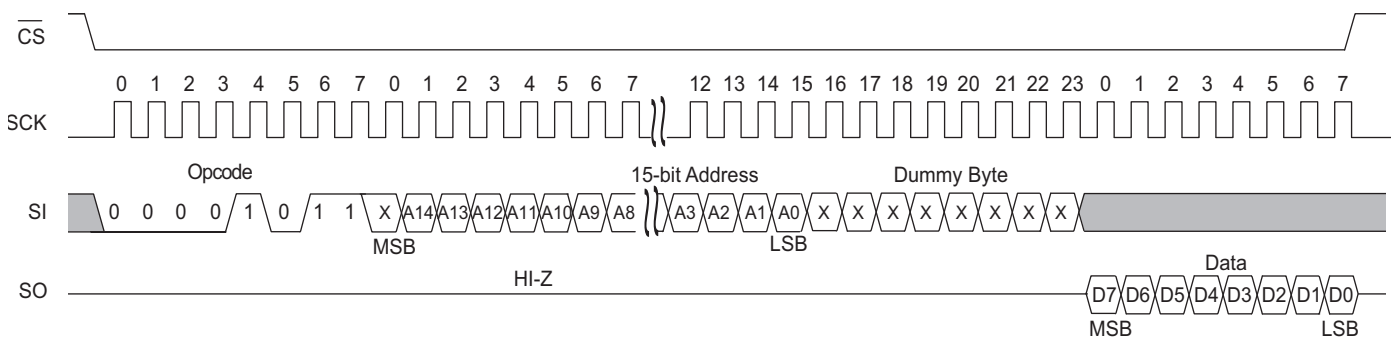 CS
0 1 2 3 4 5 6 7 0 1 2 3 4 5 6 7 12 13 14 15 16 17 18 19 20 21 22 23 0 1 2 3 4 5 6 7
SCK
Opcode 15-bit Address Dummy Byte
SI 0 0 0 0 1 0 1 1 X A14 A13 A12 A11 A10 A9 A8 A3 A2 A1 A0 X X X X X X X X
MSB LSB
HI-Z Data
SO D7 D6 D5 D4 D3 D2 D1 D0
MSB LSB